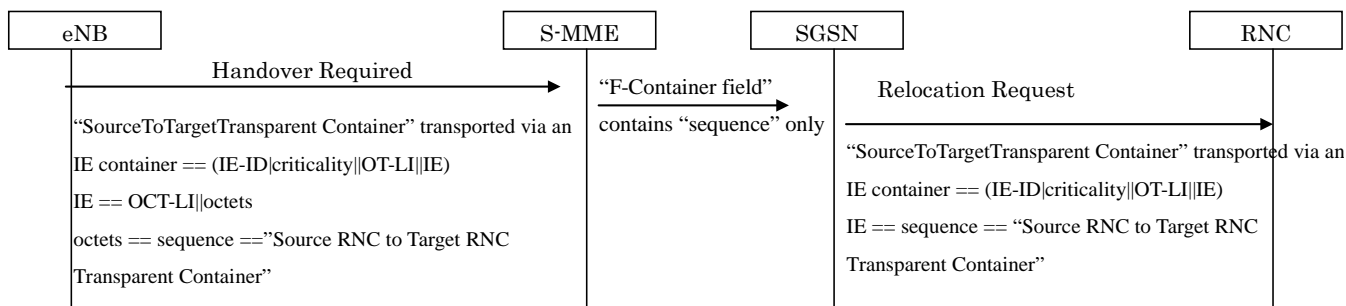 eNB
S-MME
SGSN
RNC
Handover Required
“F-Container field”
contains “sequence” only
Relocation Request
“SourceToTargetTransparent Container” transported via an
IE container == (IE-ID|criticality||OT-LI||IE)
IE == OCT-LI||octets
octets == sequence ==”Source RNC to Target RNC
Transparent Container”
“SourceToTargetTransparent Container” transported via an
IE container == (IE-ID|criticality||OT-LI||IE)
IE == sequence == “Source RNC to Target RNC
Transparent Container”